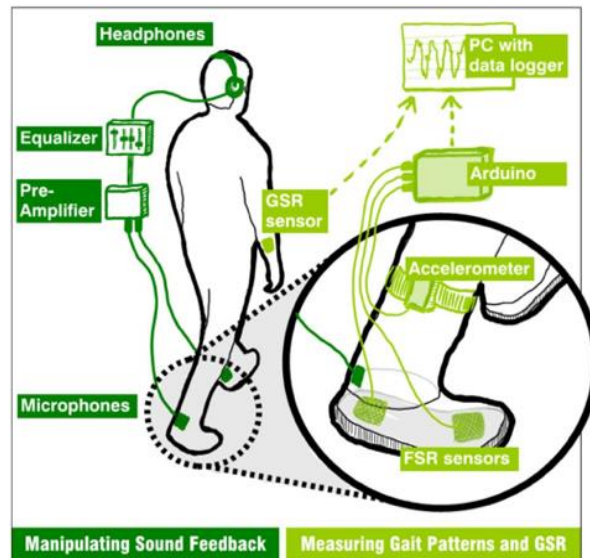 Headphones
PC with
data logger
Equalizer
Pre-
Amplifier
GSR
sensor
Arduino
Accelerometer
Microphones
FSR sensors
Manipulating Sound Feedback
Measuring Gait Patterns and GSR